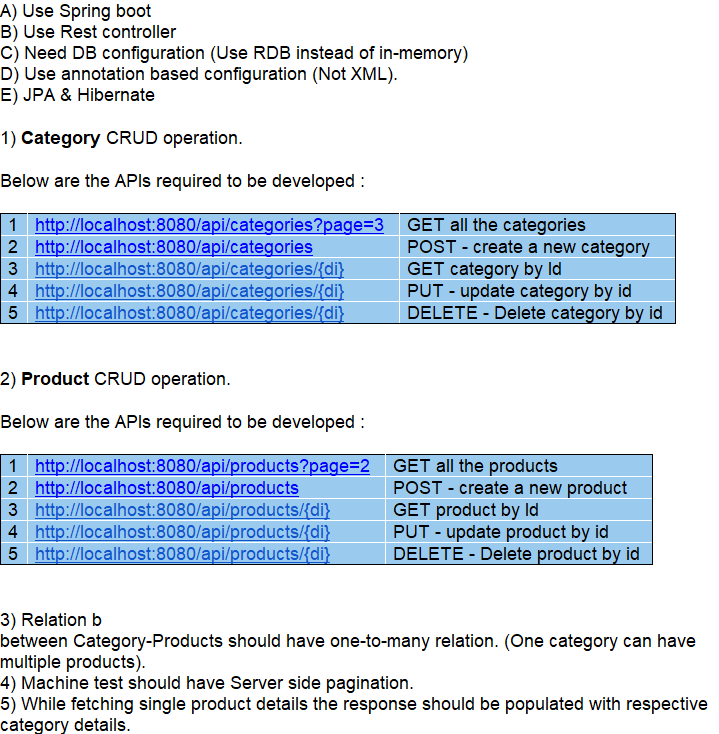 A) Use Spring boot
B) Use Rest controller
C) Need DB configuration (Use RDB instead of in-memory)
D) Use annotation based configuration (Not XML).
E) JPA & Hibernate
1) Category CRUD operation.
Below are the APIs required to be developed :
1 http://localhost:8080/api/categories?page=3 GET all the categories
2 http://localhost:8080/api/categories POST - create a new category
3 http://localhost:8080/api/categories/{di} GET category by Id
4 http://localhost:8080/api/categories/{di} PUT - update category by id
5 http://localhost:8080/api/categories/{di} DELETE - Delete category by id
2) Product CRUD operation.
Below are the APIs required to be developed :
1 http://localhost:8080/api/products?page=2 GET all the products
2 http://localhost:8080/api/products POST - create a new product
3 http://localhost:8080/api/products/{di} GET product by Id
4 http://localhost:8080/api/products/{di} PUT - update product by id
5 http://localhost:8080/api/products/{di} DELETE - Delete product by id
3) Relation b
between Category-Products should have one-to-many relation. (One category can have
multiple products).
4) Machine test should have Server side pagination.
5) While fetching single product details the response should be populated with respective
category details.